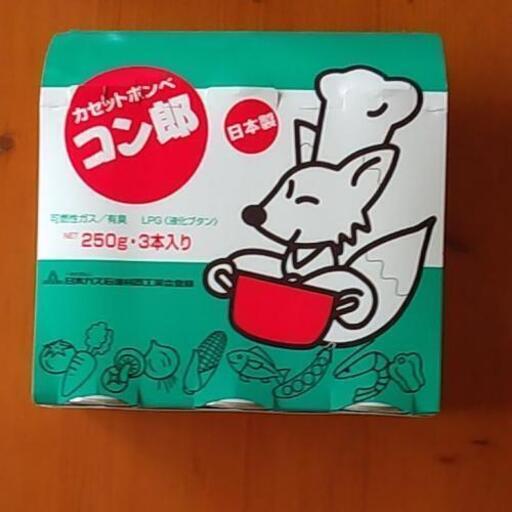 カセットボンベ
コン郎
日本製
可燃性ガス／有臭 LPG（液化ブタン）
NET 250g・3本入り